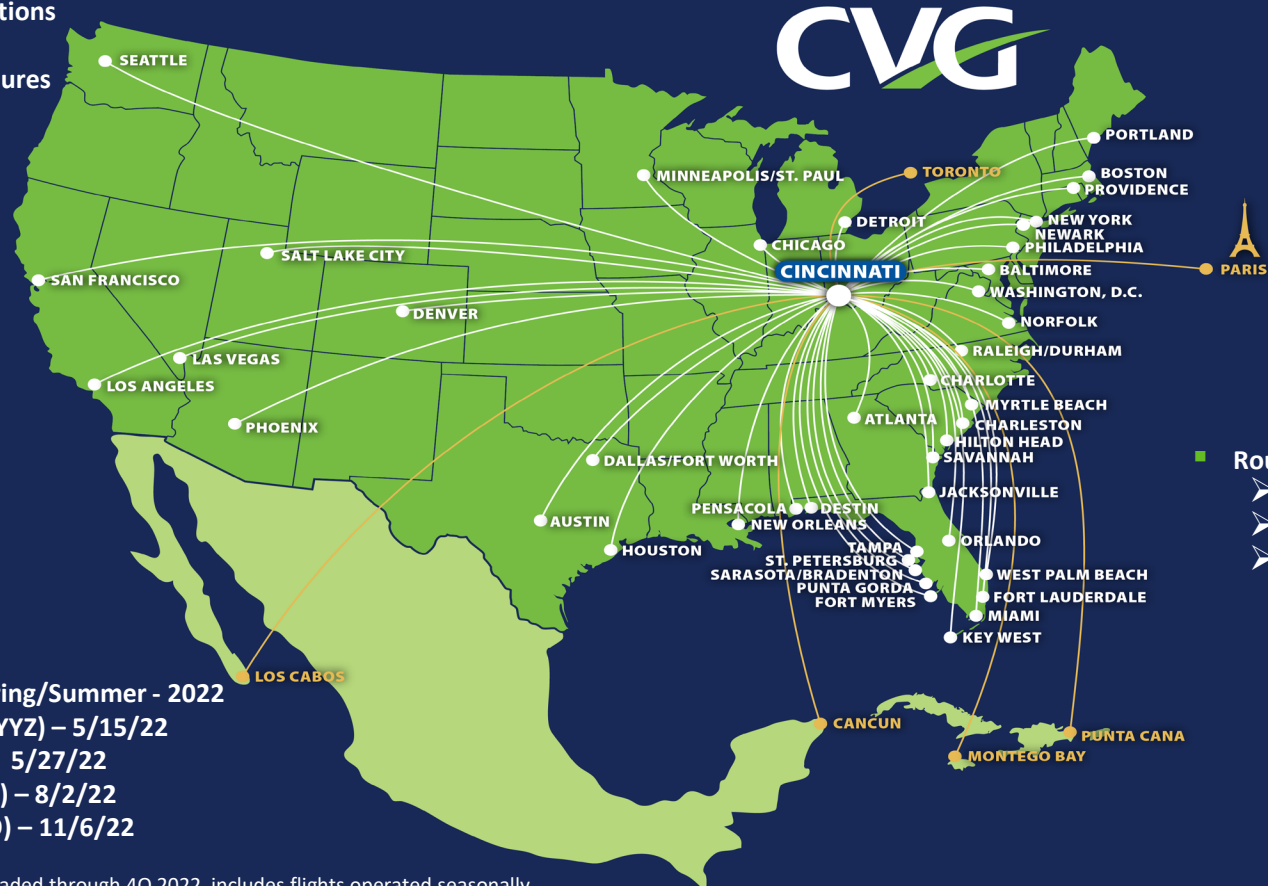 tions
ures
CVG
SEATTLE
PORTLAND
MINNEAPOLIS/ST. PAUL
TORONTO
BOSTON
PROVIDENCE
DETROIT
NEW YORK
NEWARK
CHICAGO
PHILADELPHIA
SALT LAKE CITY
CINCINNATI
BALTIMORE
PARIS
SAN FRANCISCO
WASHINGTON, D.C.
DENVER
NORFOLK
LAS VEGAS
RALEIGH/DURHAM
LOS ANGELES
CHARLOTTE
MYRTLE BEACH
ATLANTA
CHARLESTON
PHOENIX
HILTON HEAD
SAVANNAH
DALLAS/FORT WORTH
Rou
JACKSONVILLE
PENSACOLA
DESTIN
AUSTIN
NEW ORLEANS
ORLANDO
HOUSTON
TAMPA
ST. PETERSBURG
SARASOTA/BRADENTON
WEST PALM BEACH
PUNTA GORDA
FORT LAUDERDALE
FORT MYERS
MIAMI
KEY WEST
LOS CABOS
ring/Summer - 2022
YYZ) – 5/15/22
CANCUN
PUNTA CANA
MONTEGO BAY
5/27/22
) – 8/2/22
) – 11/6/22
aded through 4Q 2022, includes flights operated seasonally